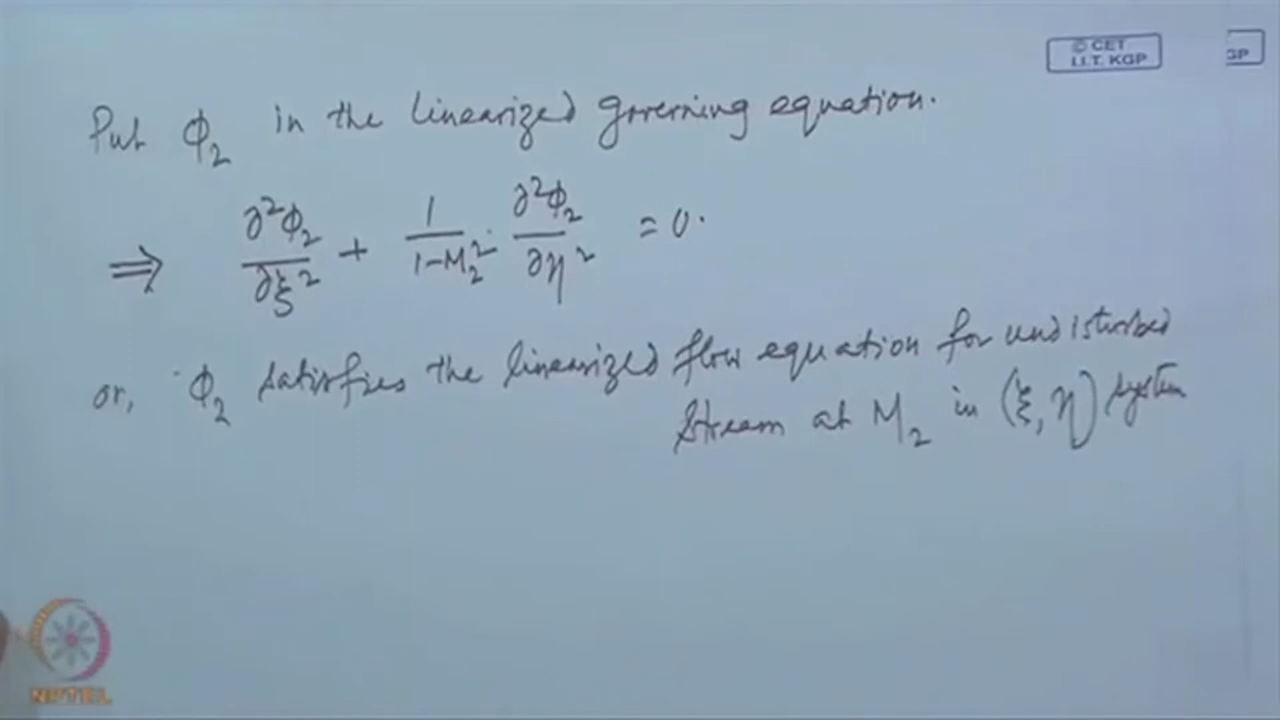 © CET
I.I.T. KGP
GP
Put ϕ₂ in the linearized governing equation.
⇒ ∂²ϕ₂/∂ξ² + 1/(1-M₂²) · ∂²ϕ₂/∂η² = 0.
or, ϕ₂ satisfies the linearized flow equation for undisturbed
stream at M₂ in (ξ, η) system
NPTEL